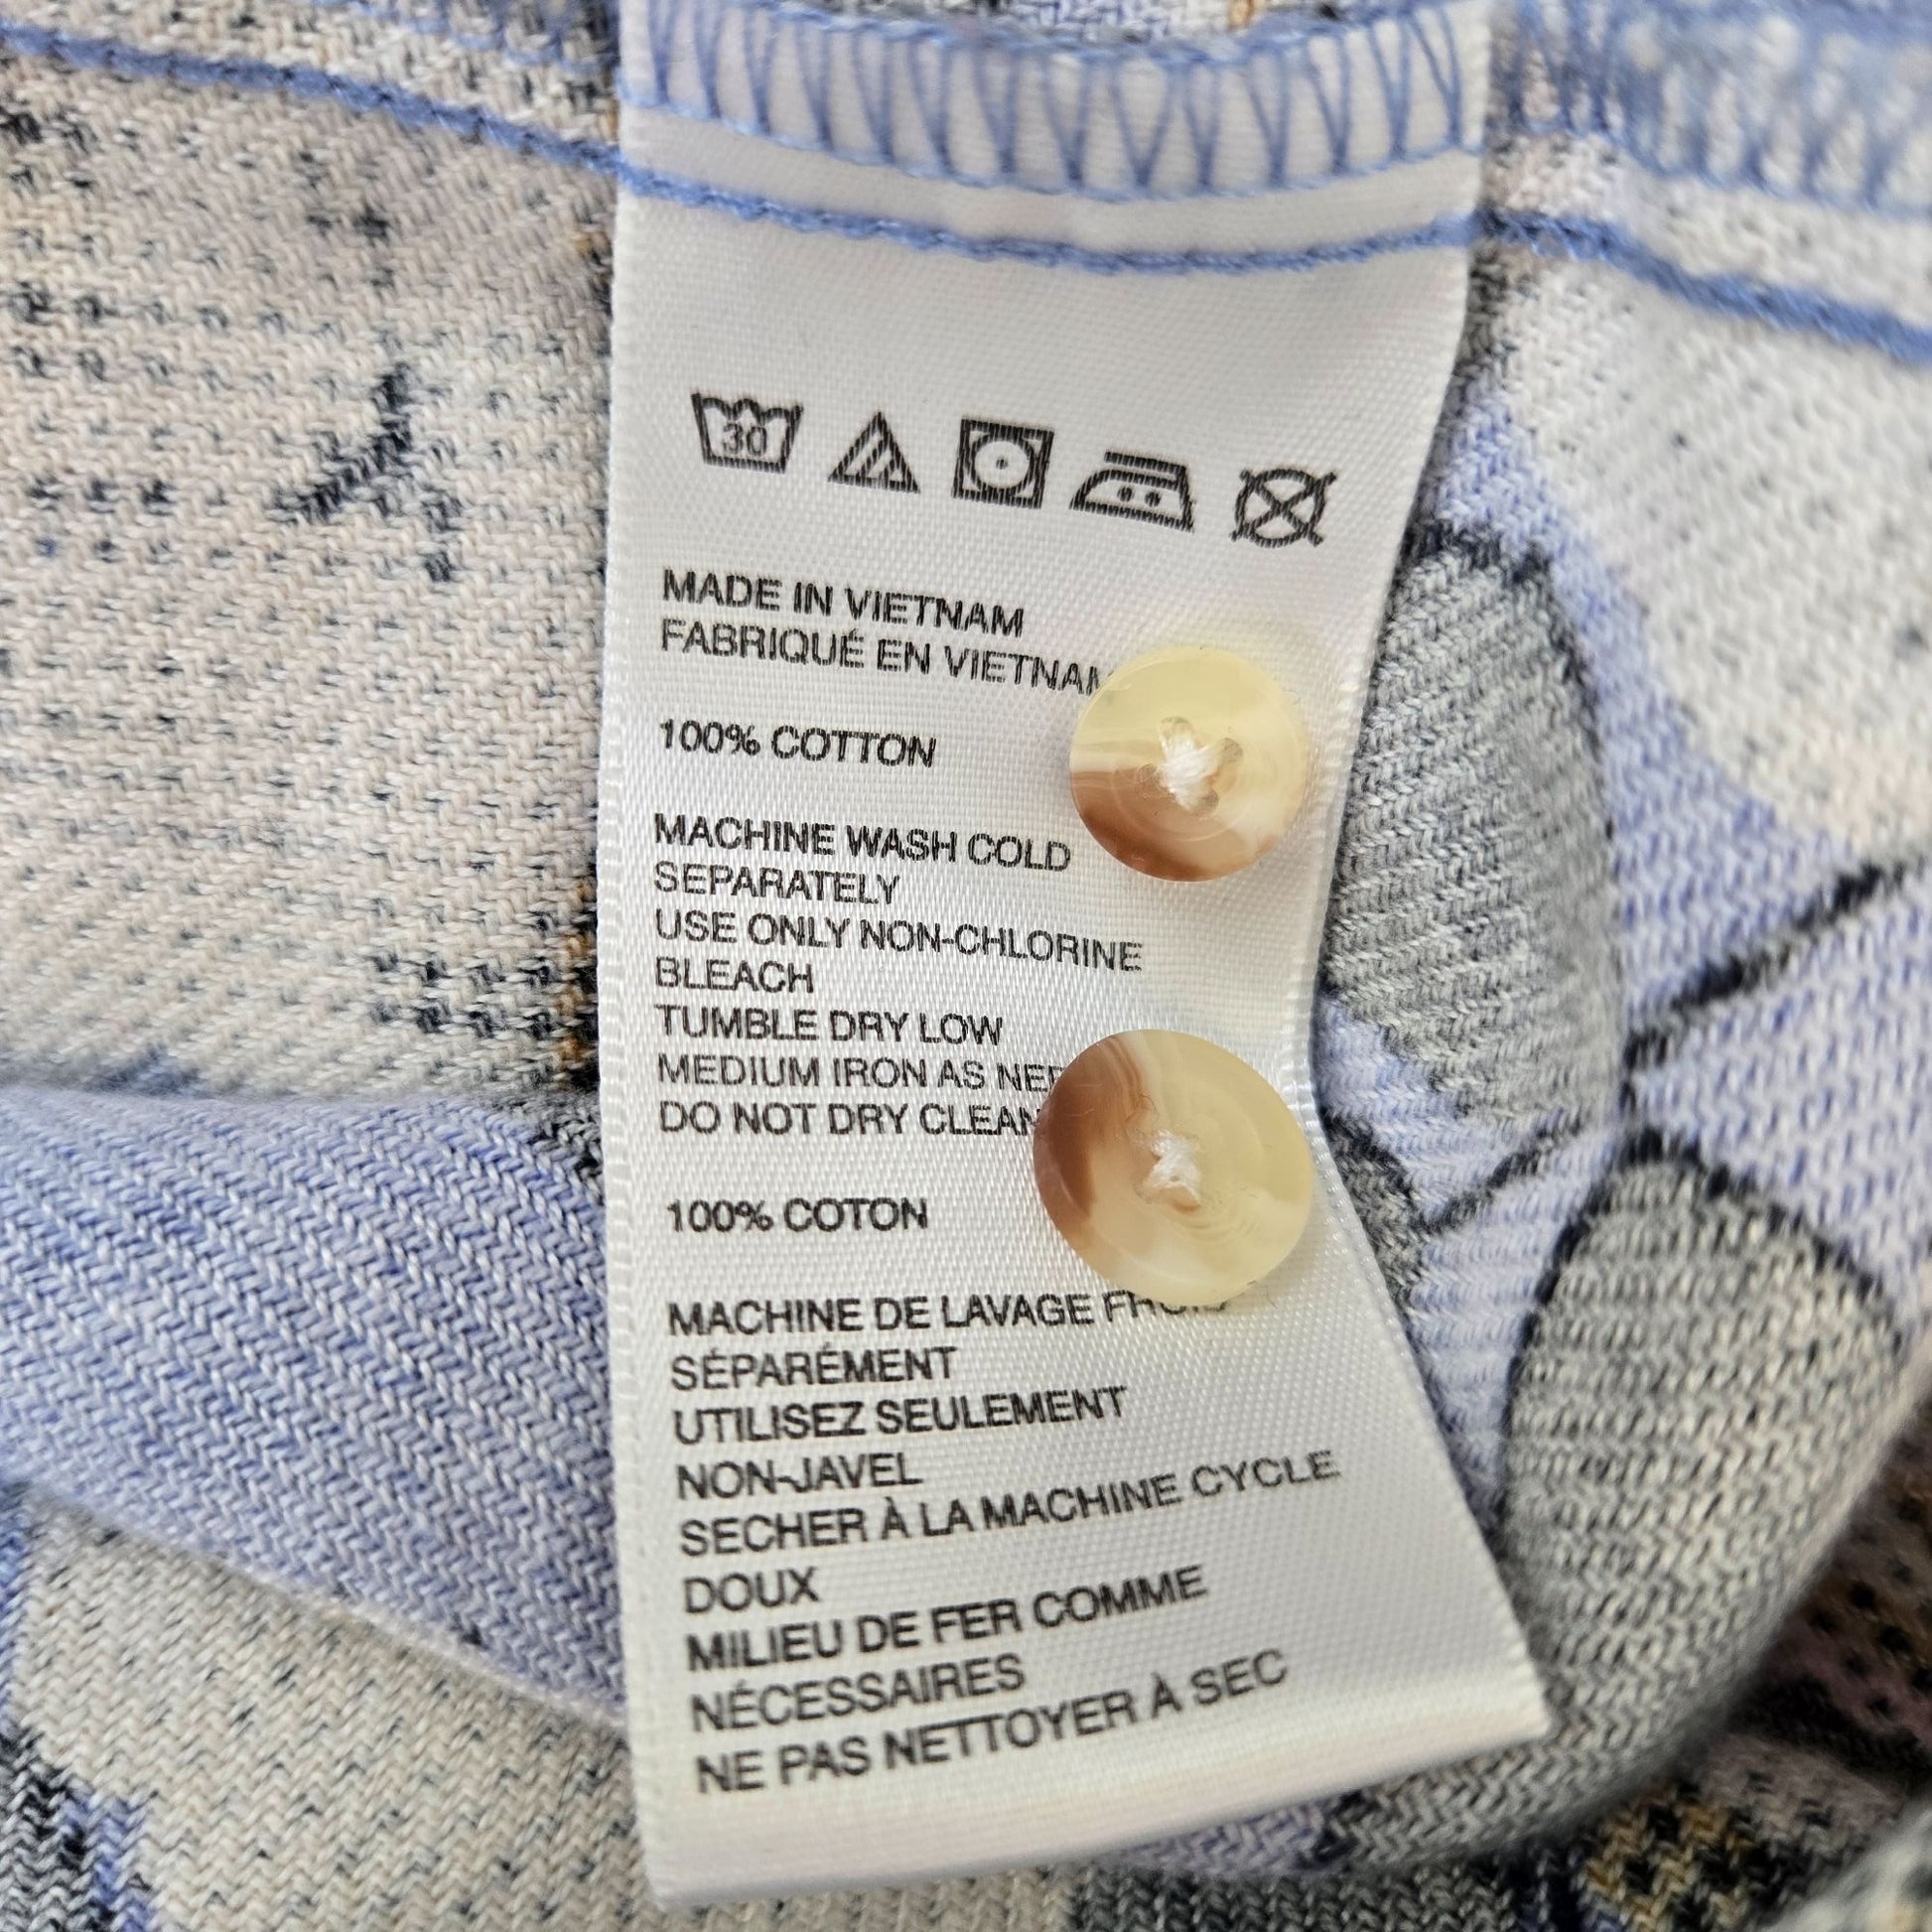 30
MADE IN VIETNAM
FABRIQUÉ EN VIETNAM
100% COTTON
MACHINE WASH COLD
SEPARATELY
USE ONLY NON-CHLORINE
BLEACH
TUMBLE DRY LOW
MEDIUM IRON AS
DO NOT DRY CLEAN
100% COTON
MACHINE DE LAVAGE FROID
SÉPARÉMENT
UTILISEZ SEULEMENT
NON-JAVEL
SECHER À LA MACHINE CYCLE
DOUX
MILIEU DE FER COMME
NÉCESSAIRES
NE PAS NETTOYER À SEC